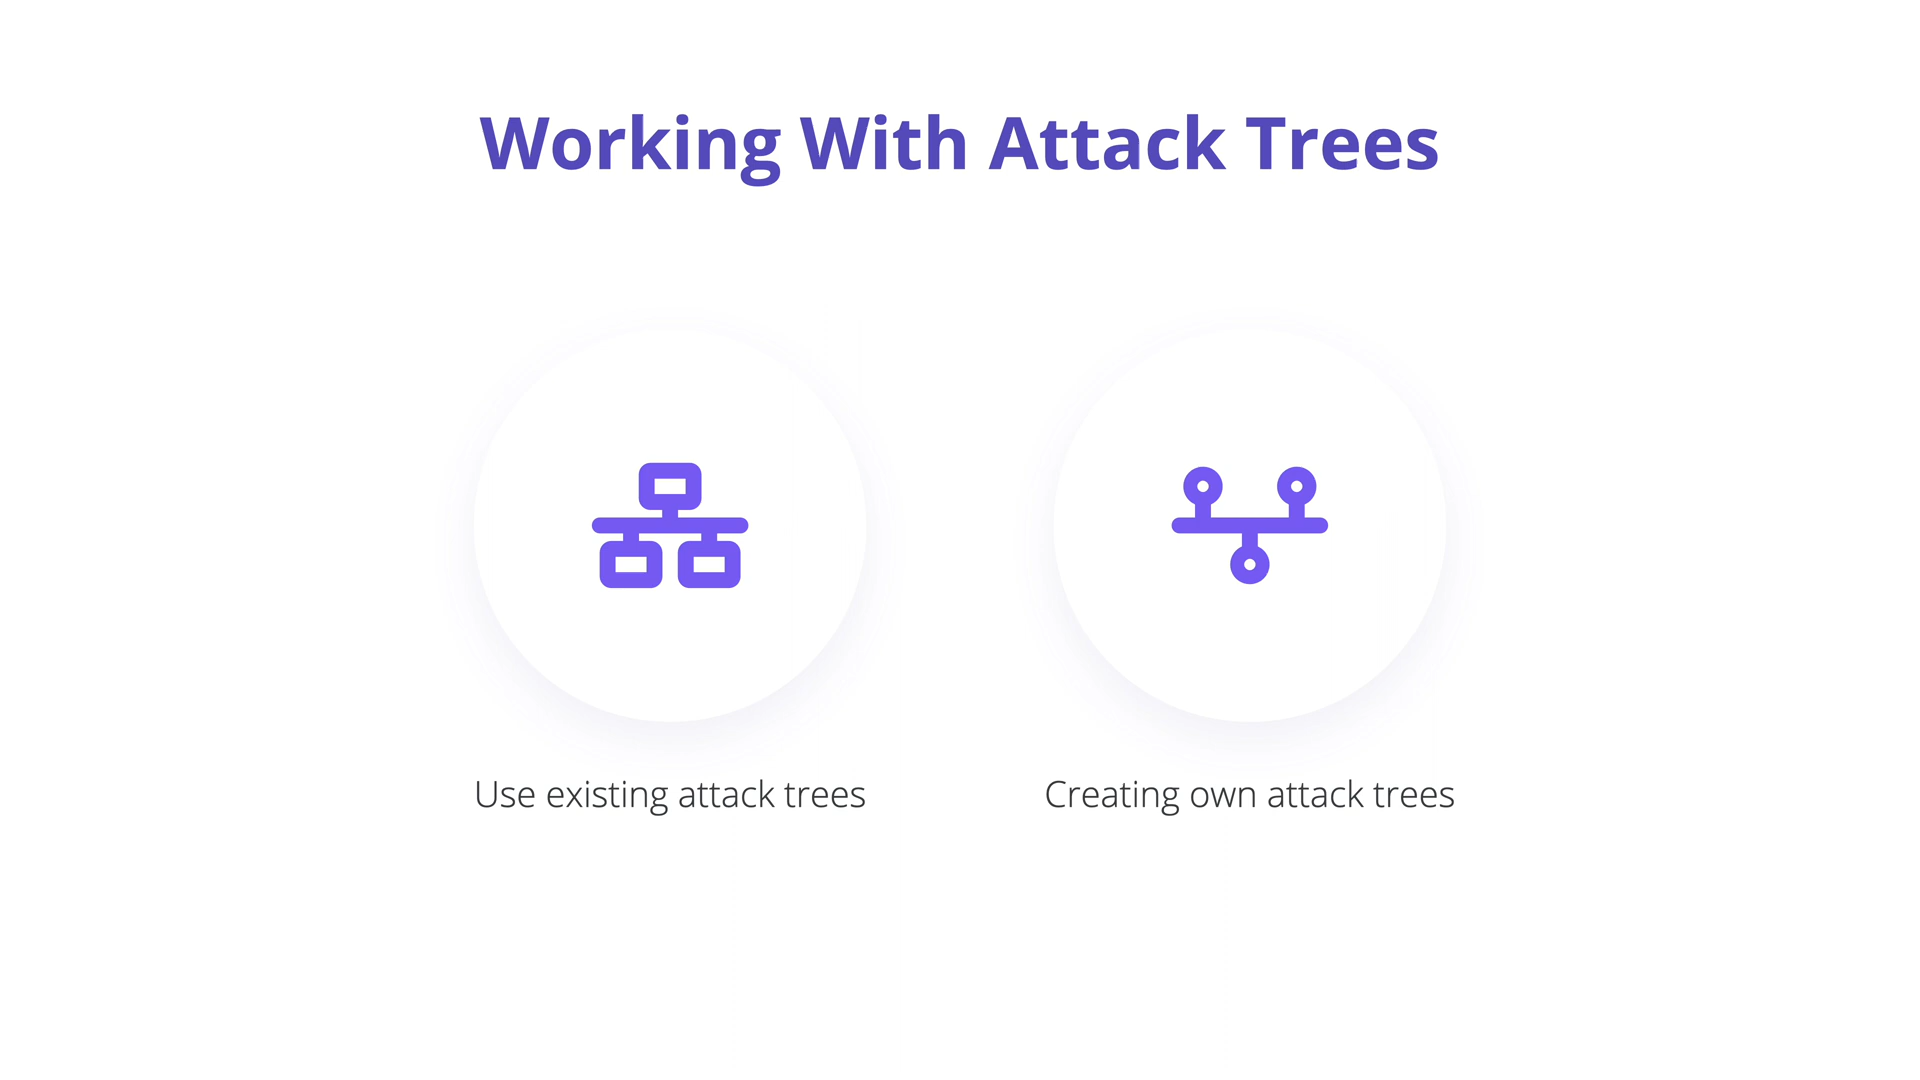 Working With Attack Trees
Use existing attack trees
Creating own attack trees